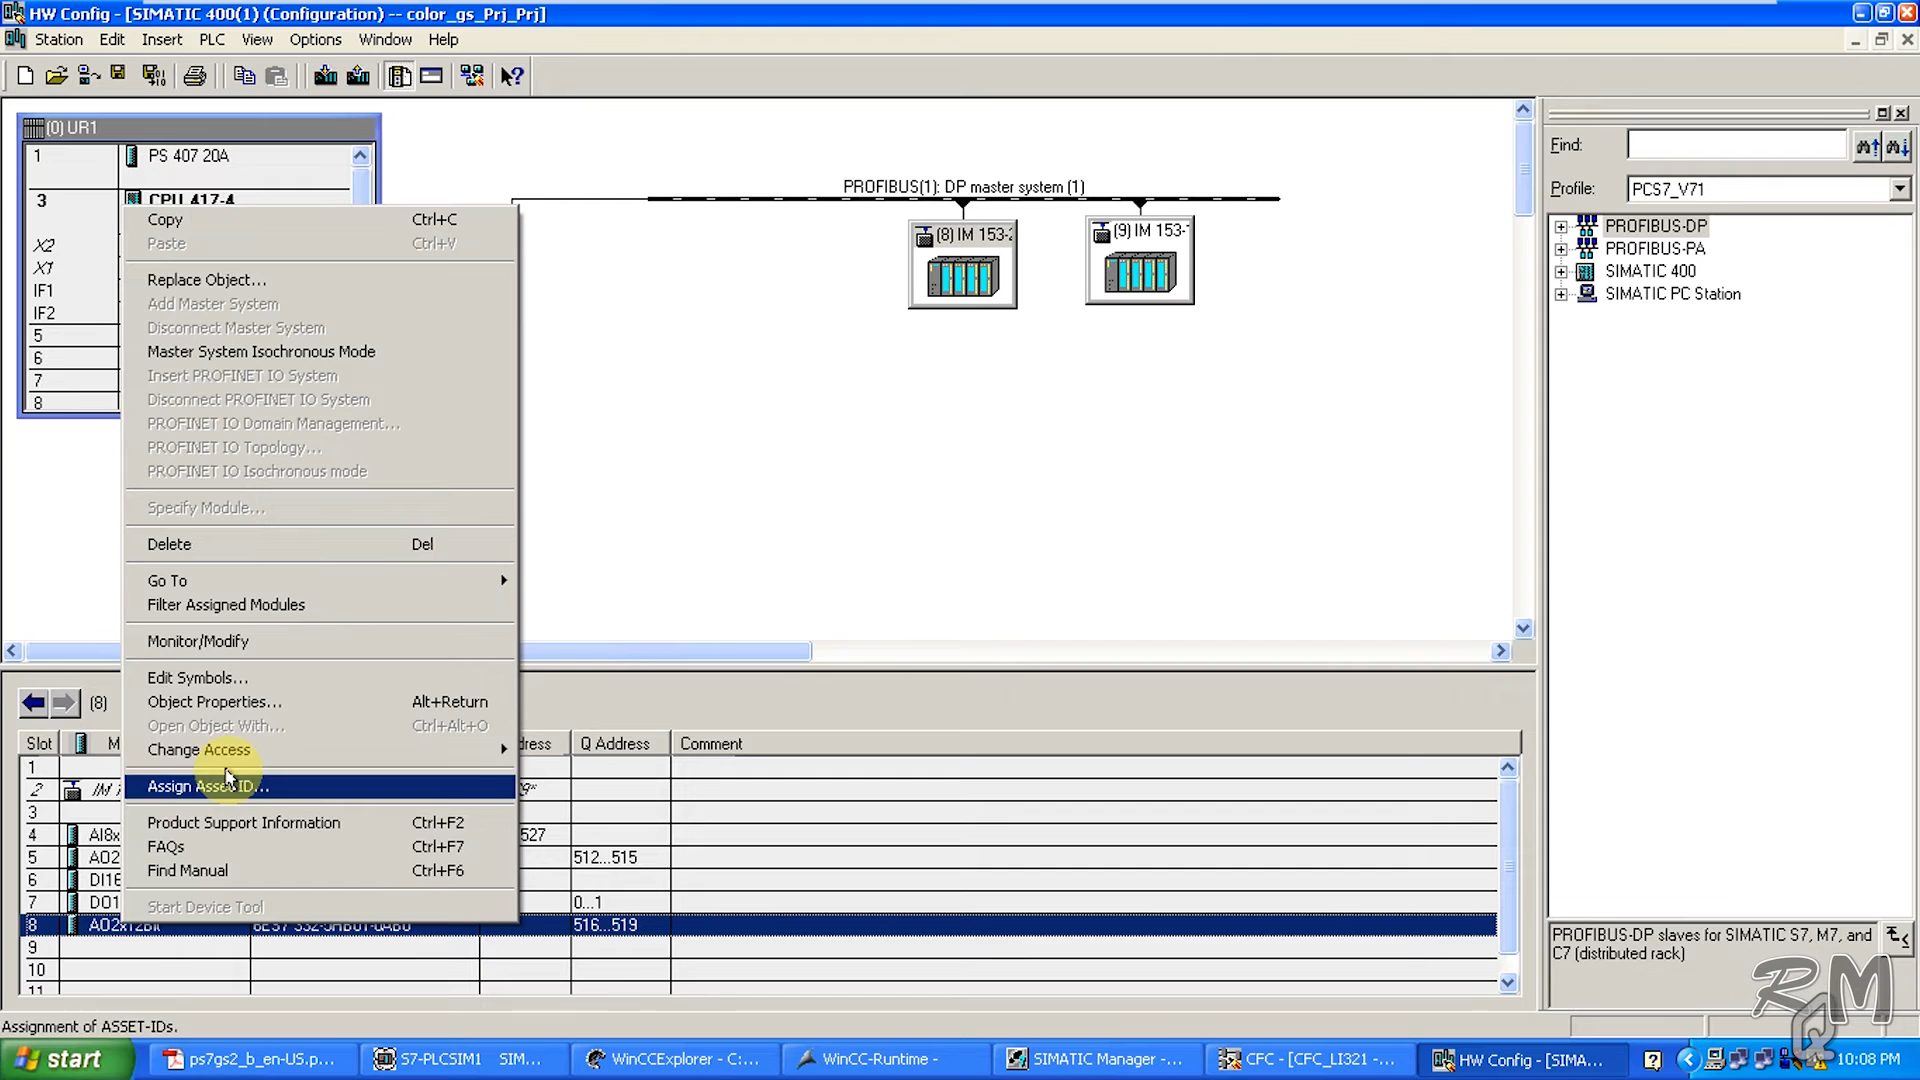 HW Config - [SIMATIC 400(1) (Configuration) -- color_gs_Prj_Prj]
Station Edit Insert PLC View Options Window Help
(0) UR1
1 PS 407 20A
3 CPU 417-4
X2
X1
IF1
IF2
5
6
7
8
PROFIBUS(1): DP master system (1)
(8) IM 153-2
(9) IM 153-
Find:
Profile: PCS7_V71
PROFIBUS-DP
PROFIBUS-PA
SIMATIC 400
SIMATIC PC Station
Copy Ctrl+C
Paste Ctrl+V
Replace Object...
Add Master System
Disconnect Master System
Master System Isochronous Mode
Insert PROFINET IO System
Disconnect PROFINET IO System
PROFINET IO Domain Management...
PROFINET IO Topology...
PROFINET IO Isochronous mode
Specify Module...
Delete Del
Go To
Filter Assigned Modules
Monitor/Modify
Edit Symbols...
Object Properties... Alt+Return
Open Object With... Ctrl+Alt+O
Change Access
Assign Asset ID...
Product Support Information Ctrl+F2
FAQs Ctrl+F7
Find Manual Ctrl+F6
Start Device Tool
(8)
Slot M dress Q Address Comment
1
2 IM
3
4 AI8x 527
5 AO2 512...515
6 DI16
7 DO1 0...1
8 AO2x12Bit 6ES7 332-5HB01-0AB0 516...519
9
10
11
PROFIBUS-DP slaves for SIMATIC S7, M7, and
C7 (distributed rack)
RM
Assignment of ASSET-IDs.
start ps7gs2_b_en-US.p... S7-PLCSIM1 SIM... WinCCExplorer - C:... WinCC-Runtime - SIMATIC Manager -... CFC - [CFC_LI321 -... HW Config - [SIMA... 10:08 PM